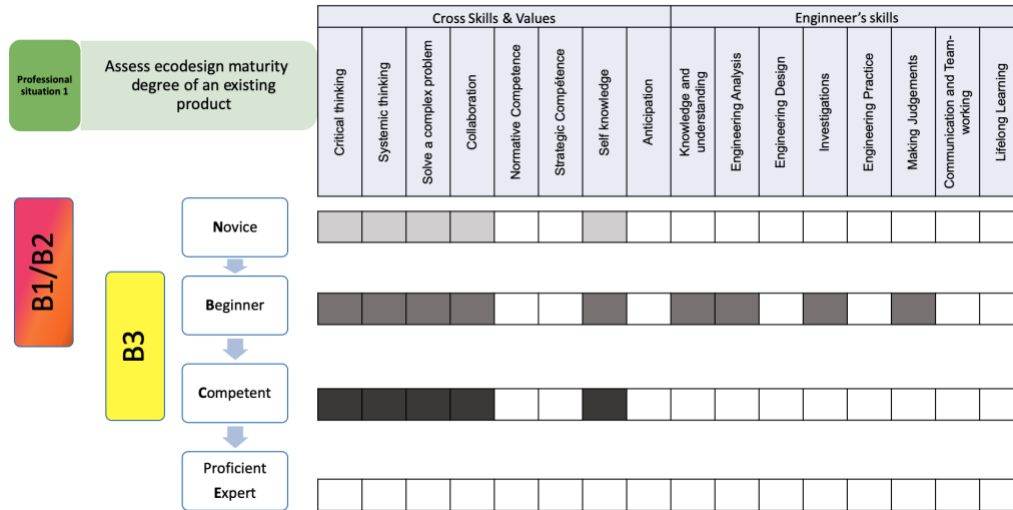 Cross Skills & Values
Enginneer's skills
Professional
situation 1
Assess ecodesign maturity
degree of an existing
product
Critical thinking
Systemic thinking
Solve a complex problem
Collaboration
Normative Competence
Strategic Compétence
Self knowledge
Anticipation
Knowledge and
understanding
Engineering Analysis
Engineering Design
Investigations
Engineering Practice
Making Judgements
Communication and Team-
working
Lifelong Learning
B1/B2
B3
Novice
Beginner
Competent
Proficient
Expert